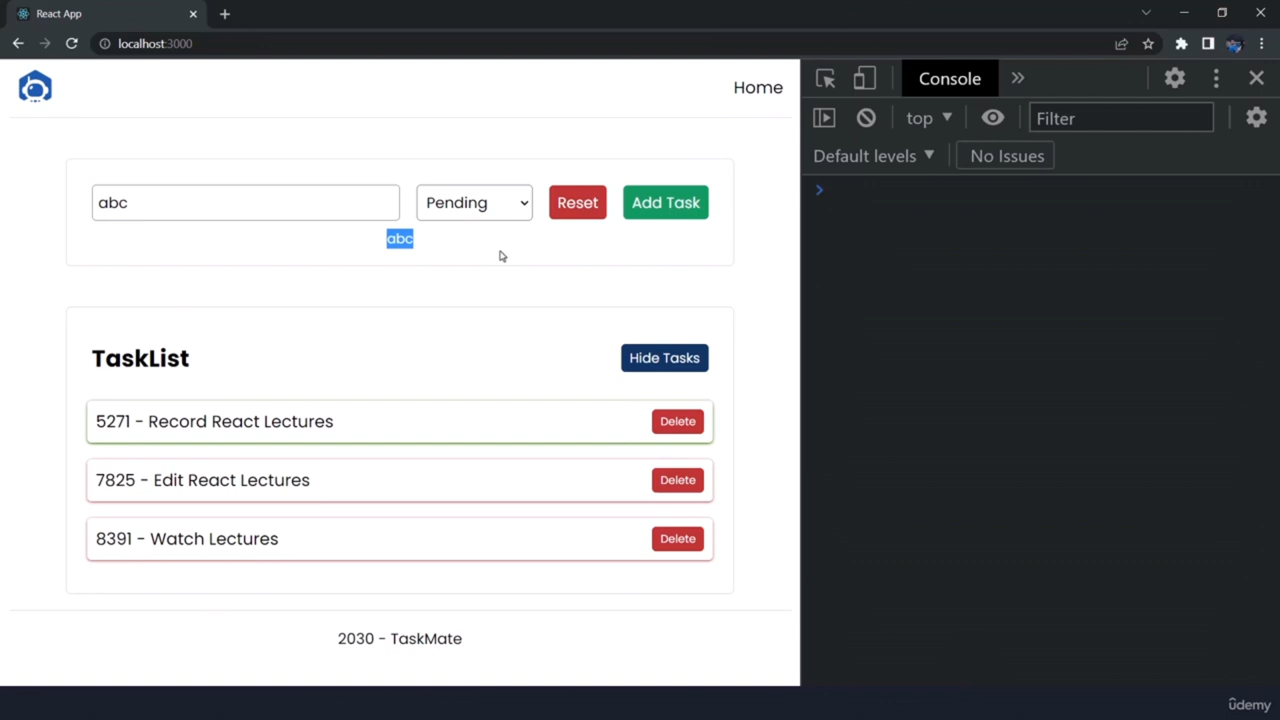 React App
localhost:3000
Home
Console
top
Filter
Default levels
No Issues
abc
Pending
Reset
Add Task
abc
TaskList
Hide Tasks
5271 - Record React Lectures
Delete
7825 - Edit React Lectures
Delete
8391 - Watch Lectures
Delete
2030 - TaskMate
ûdemy